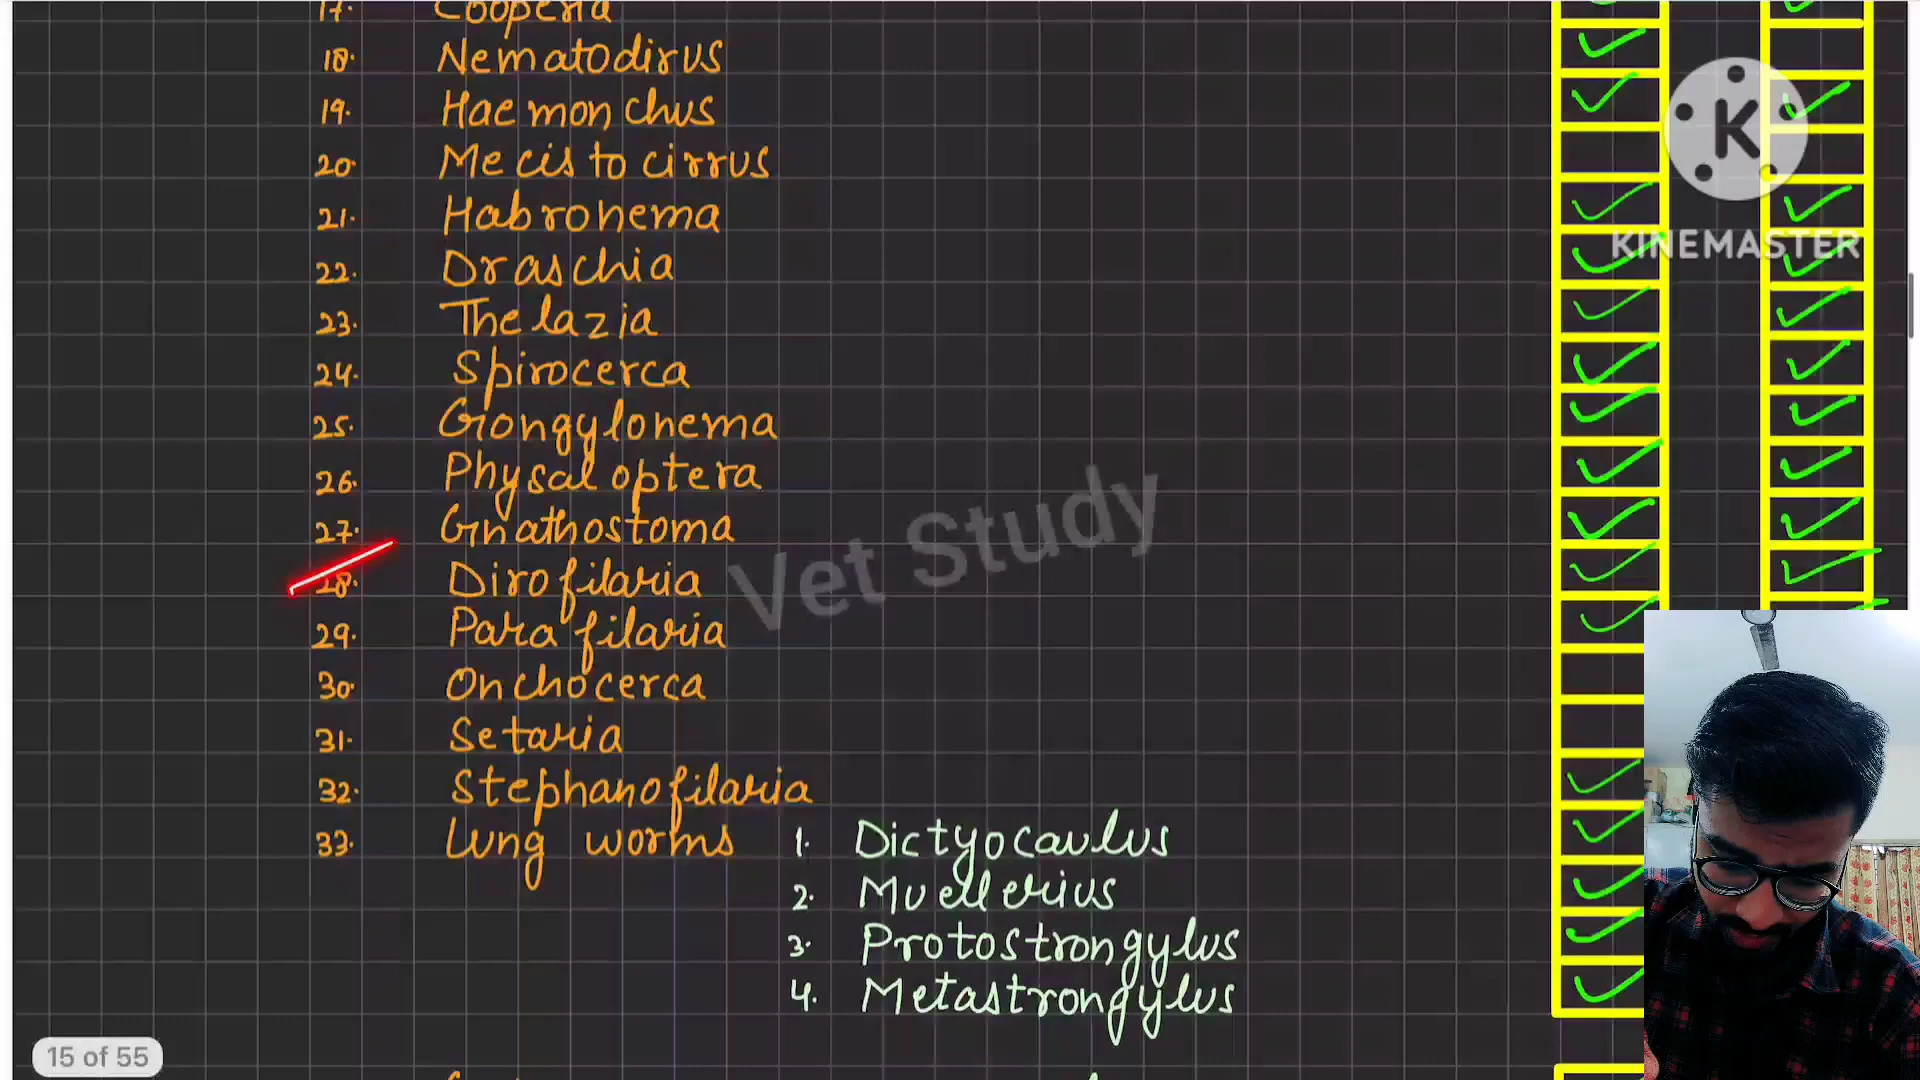 17. Cooperia
18. Nematodirus
19. Haemonchus
20. Mecistocirrus
21. Habronema
22. Draschia
23. Thelazia
24. Spirocerca
25. Gongylonema
26. Physaloptera
27. Gnathostoma
28. Dirofilaria
29. Parafilaria
30. Onchocerca
31. Setaria
32. Stephanofilaria
33. Lung worms 1. Dictyocaulus
2. Muellerius
3. Protostrongylus
4. Metastrongylus
Vet Study
K
KINEMASTER
15 of 55